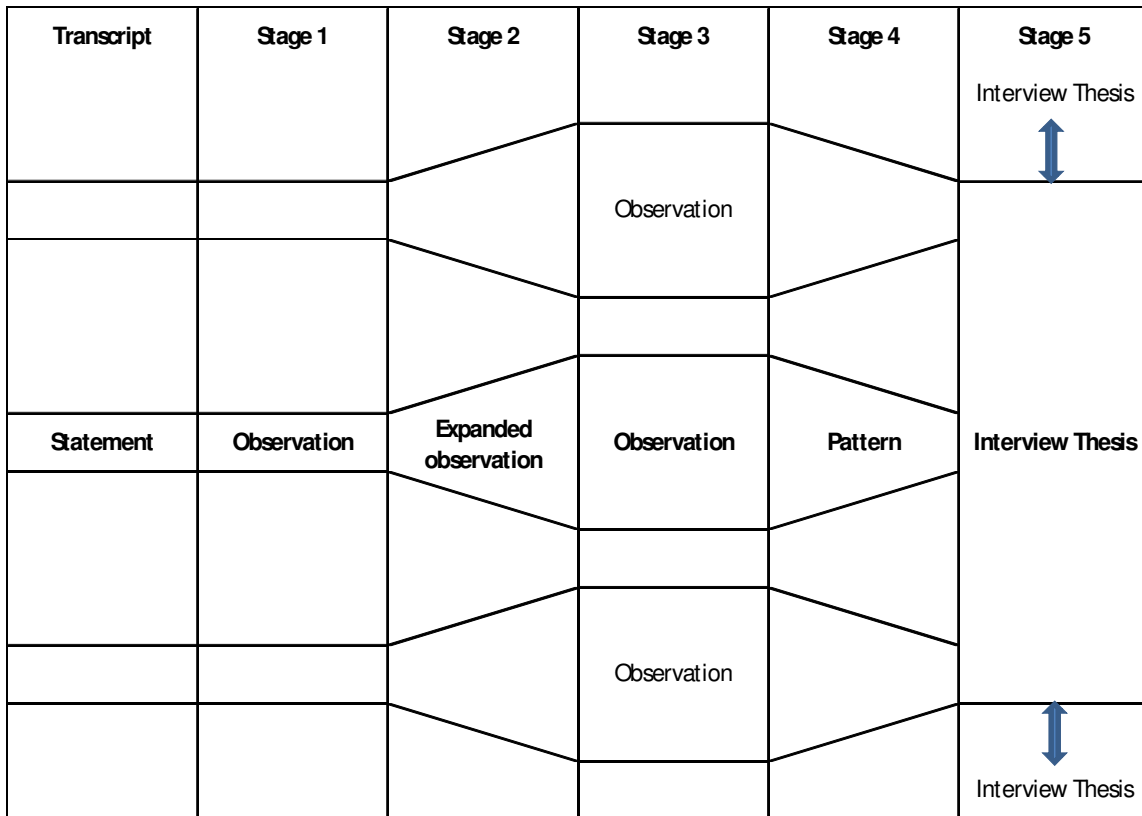 Transcript Stage 1 Stage 2 Stage 3 Stage 4 Stage 5
Interview Thesis
Observation
Statement Observation Expanded observation Observation Pattern Interview Thesis
Observation
Interview Thesis